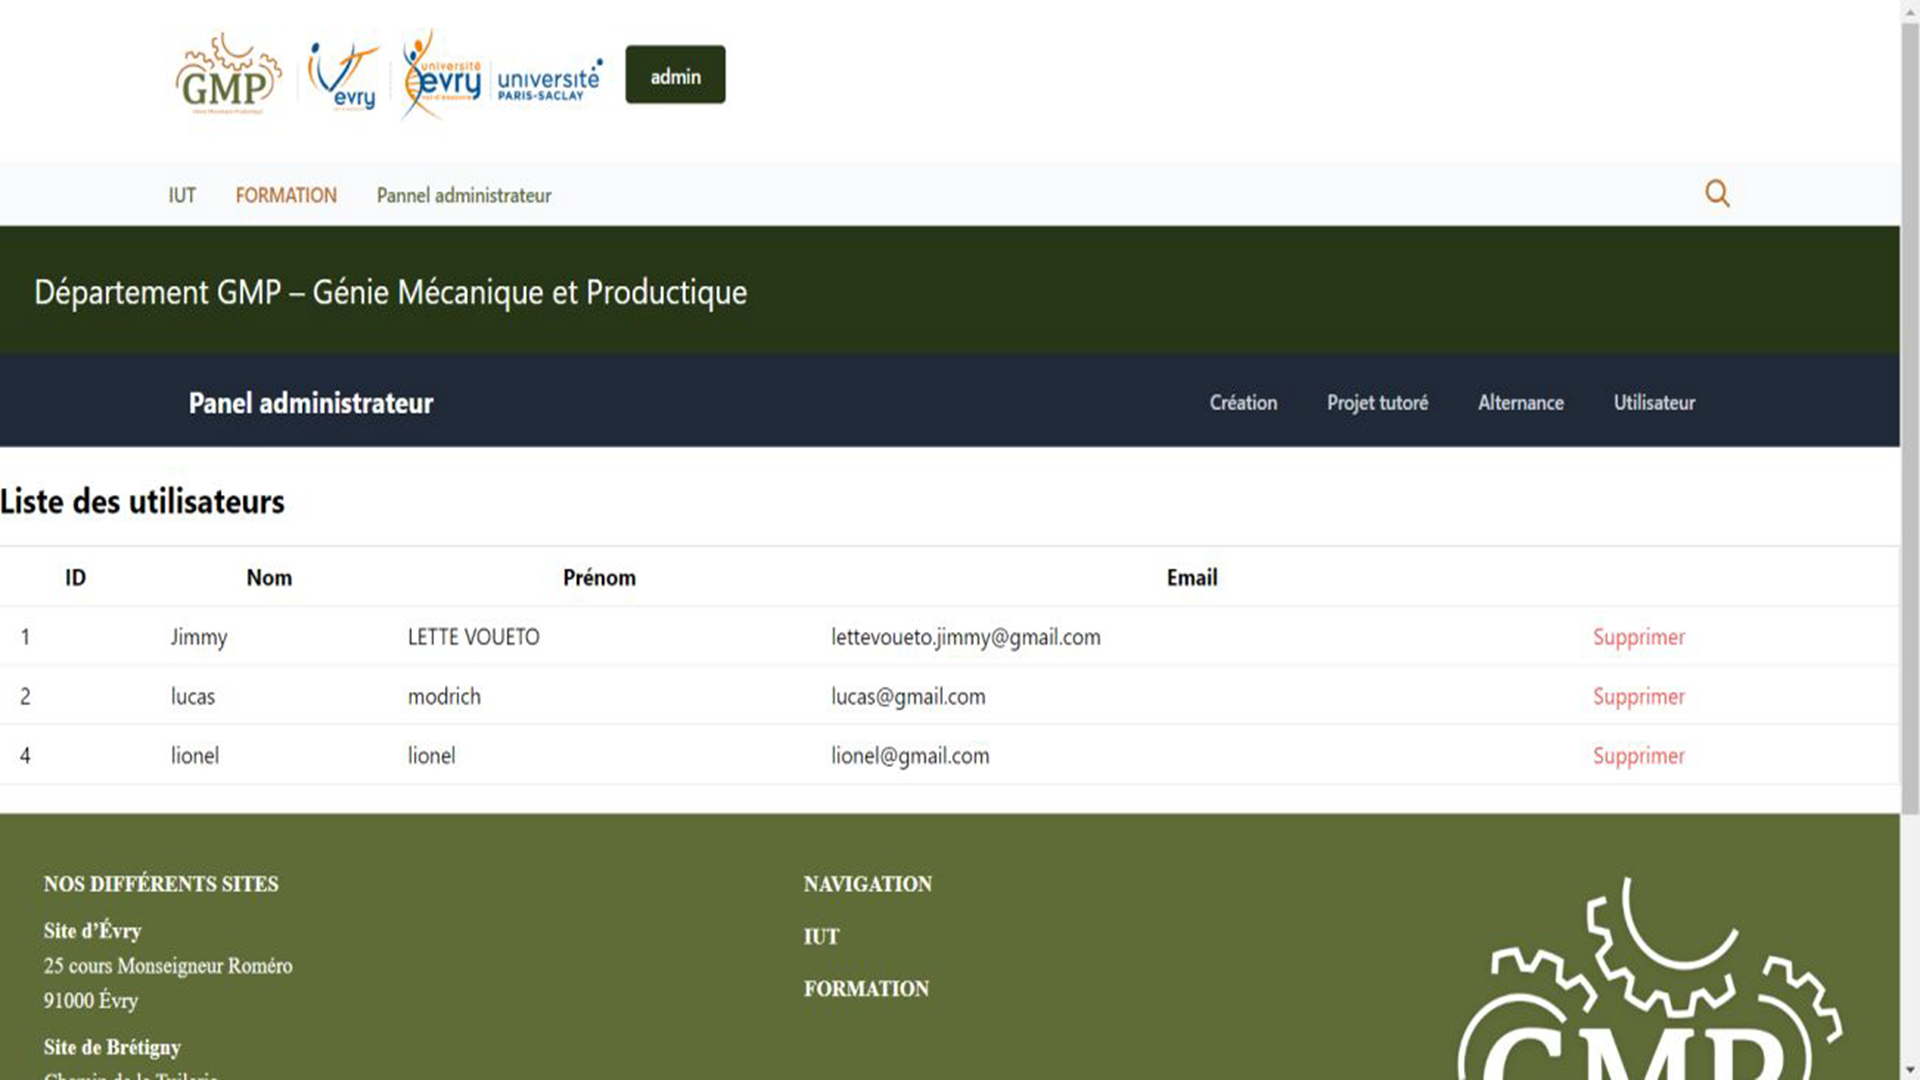 GMP
evry
université
evry
université
PARIS-SACLAY
admin
IUT FORMATION Pannel administrateur
Département GMP – Génie Mécanique et Productique
Panel administrateur Création Projet tutoré Alternance Utilisateur
Liste des utilisateurs
ID Nom Prénom Email
1 Jimmy LETTE VOUETO lettevoueto.jimmy@gmail.com Supprimer
2 lucas modrich lucas@gmail.com Supprimer
4 lionel lionel lionel@gmail.com Supprimer
NOS DIFFÉRENTS SITES
Site d’Évry
25 cours Monseigneur Roméro
91000 Évry
Site de Brétigny
NAVIGATION
IUT
FORMATION
GMP